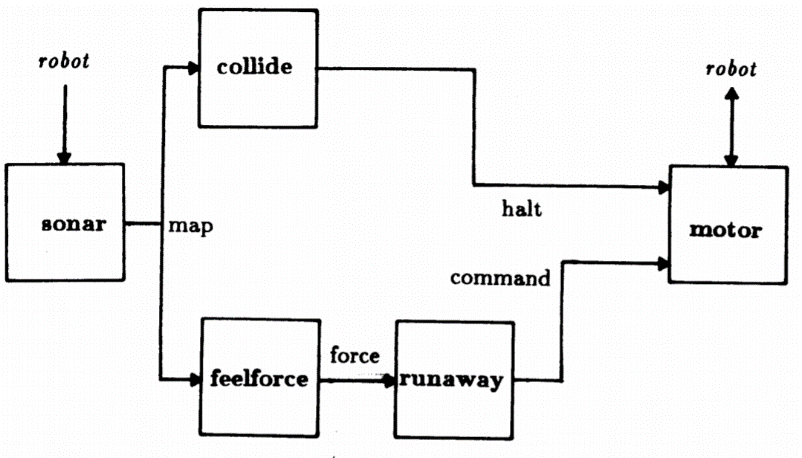 robot
collide
robot
sonar
map
halt
motor
command
force
feelforce
runaway